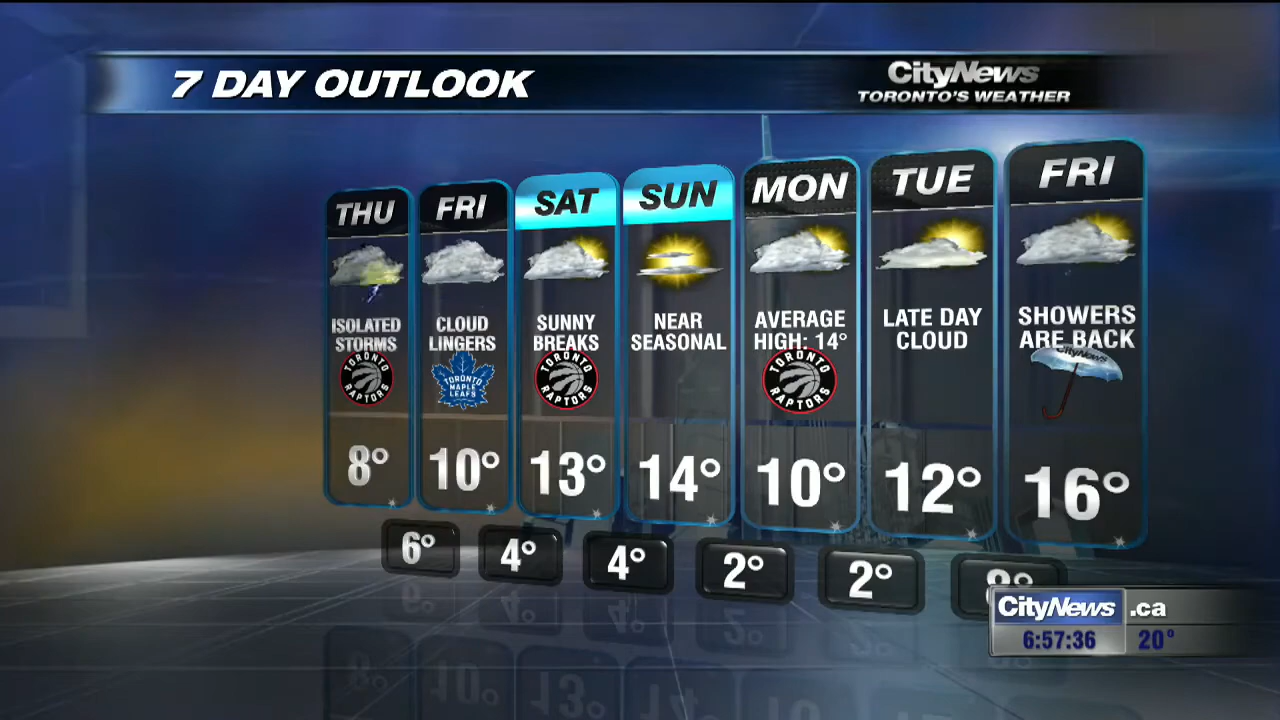 7 DAY OUTLOOK
CityNews
TORONTO'S WEATHER
THU
ISOLATED
STORMS
TORONTO
RAPTORS
8°
FRI
CLOUD
LINGERS
TORONTO
MAPLE
LEAFS
10°
SAT
SUNNY
BREAKS
TORONTO
RAPTORS
13°
SUN
NEAR
SEASONAL
14°
MON
AVERAGE
HIGH: 14°
TORONTO
RAPTORS
10°
TUE
LATE DAY
CLOUD
12°
FRI
SHOWERS
ARE BACK
CityNews
16°
6°
4°
4°
2°
2°
CityNews.ca
6:57:36
20°